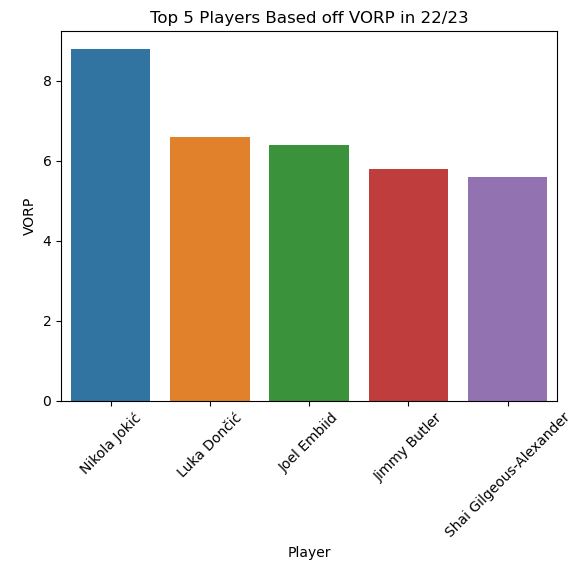 Top 5 Players Based off VORP in 22/23
VORP
8
6
4
2
0
Nikola Jokić
Luka Dončić
Joel Embiid
Jimmy Butler
Shai Gilgeous-Alexander
Player